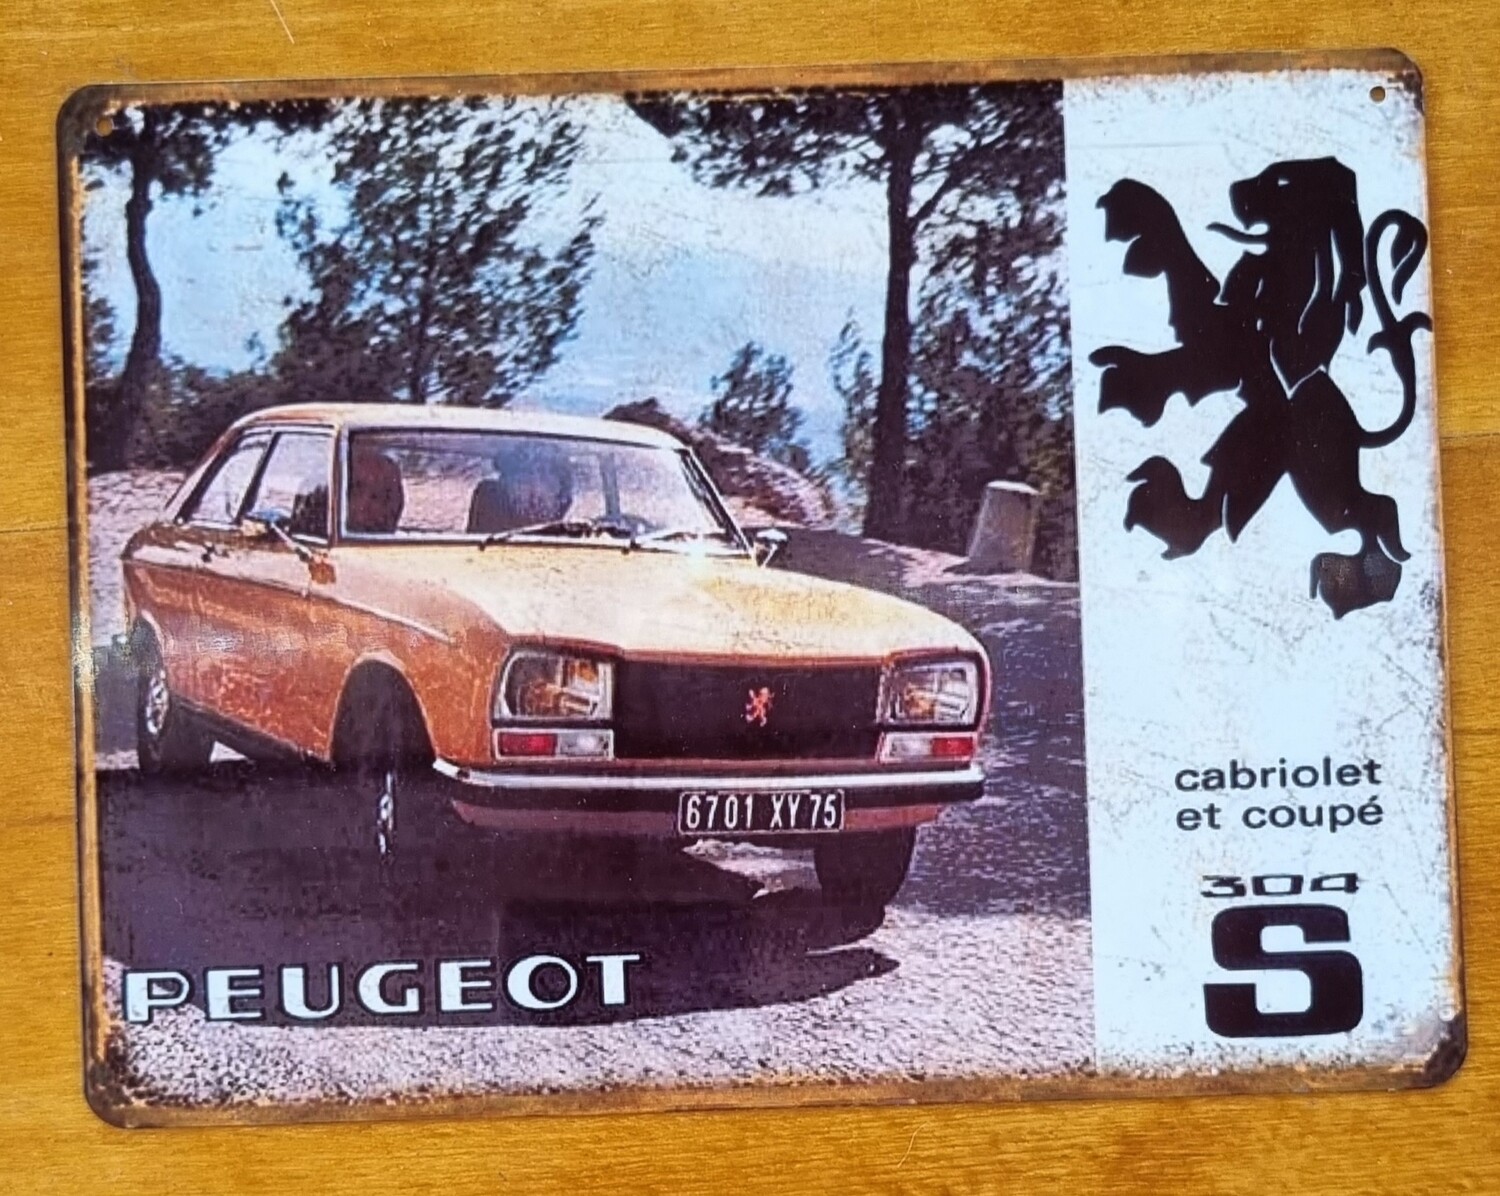 6701 XY 75
PEUGEOT
cabriolet
et coupé
304
S